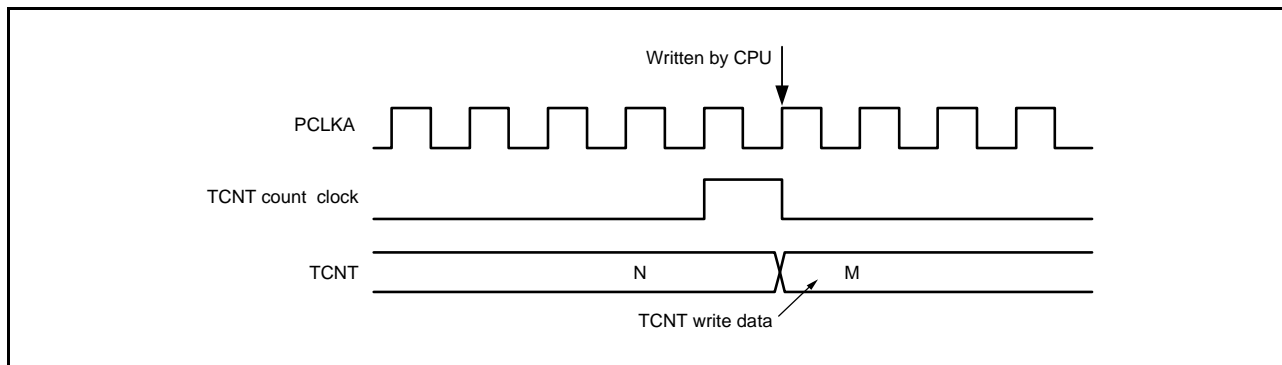 Written by CPU
PCLKA
TCNT count clock
TCNT
N
M
TCNT write data